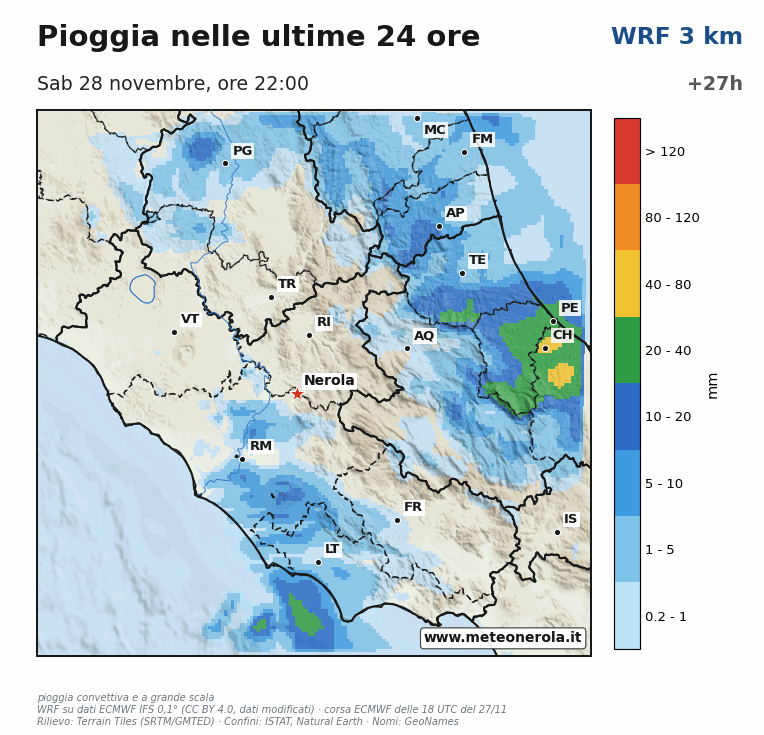 Pioggia nelle ultime 24 ore
WRF 3 km
Sab 28 novembre, ore 22:00
+27h
MC
FM
PG
AP
TE
TR
PE
VT
RI
CH
AQ
Nerola
RM
FR
IS
LT
www.meteonerola.it
> 120
80 - 120
40 - 80
20 - 40
10 - 20
5 - 10
1 - 5
0.2 - 1
mm
pioggia convettiva e a grande scala
WRF su dati ECMWF IFS 0,1° (CC BY 4.0, dati modificati) · corsa ECMWF delle 18 UTC del 27/11
Rilievo: Terrain Tiles (SRTM/GMTED) · Confini: ISTAT, Natural Earth · Nomi: GeoNames